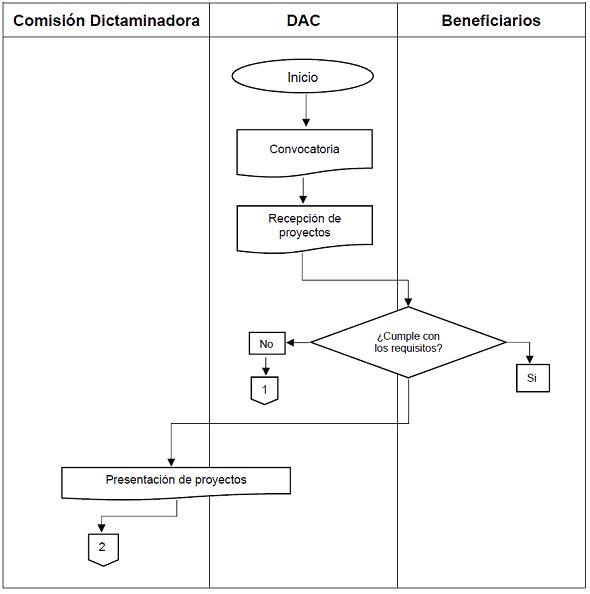 Comisión Dictaminadora
DAC
Beneficiarios
Inicio
Convocatoria
Recepción de
proyectos
¿Cumple con
los requisitos?
No
Si
1
Presentación de proyectos
2